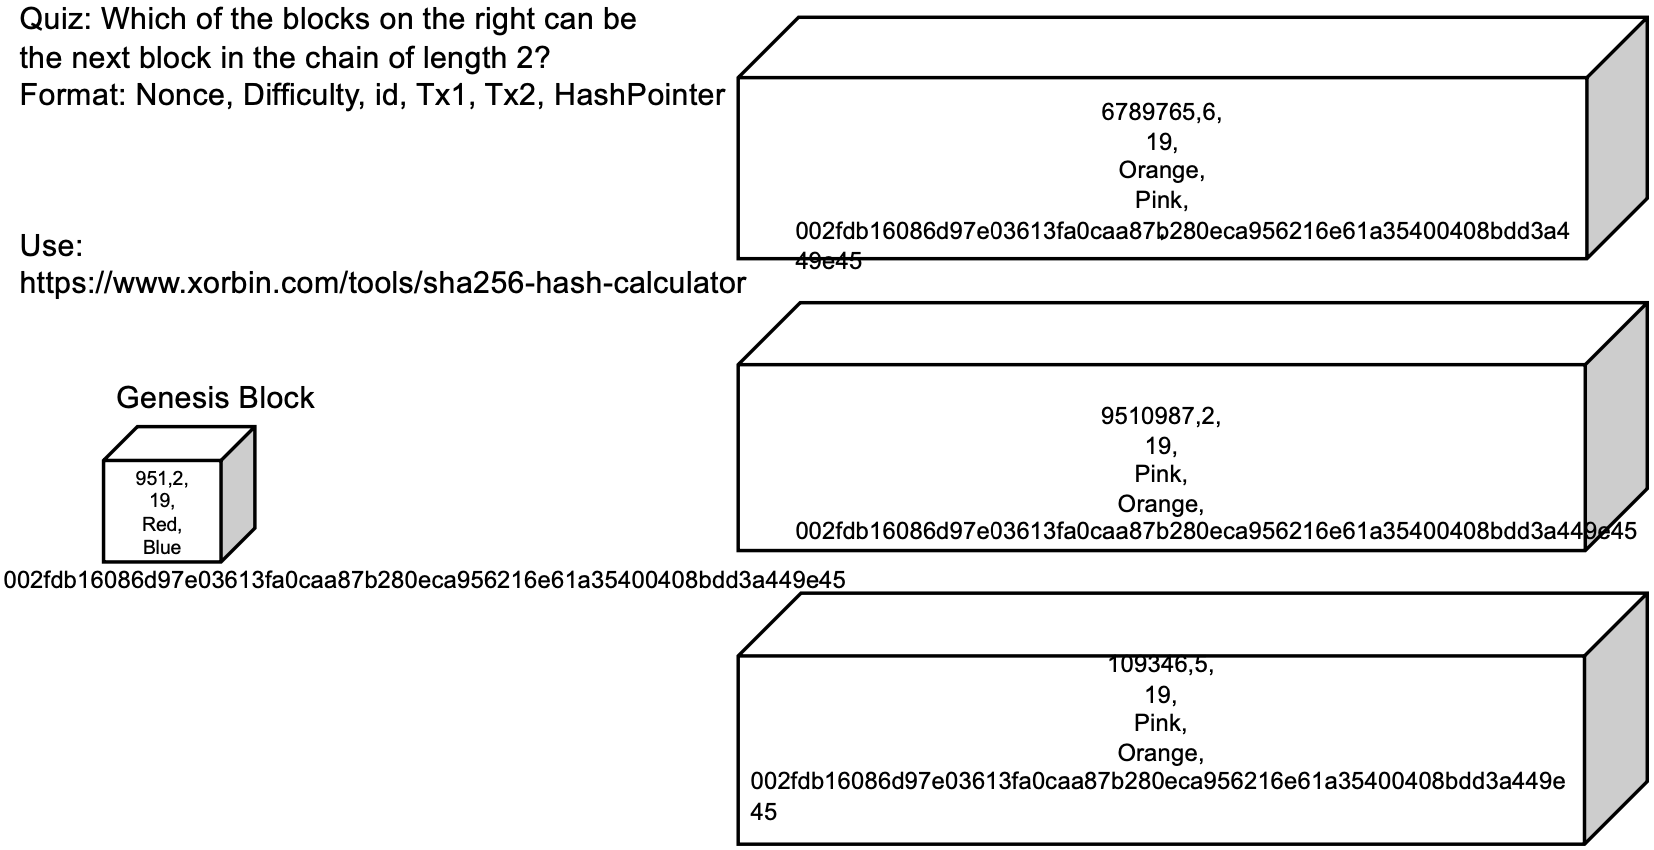 Quiz: Which of the blocks on the right can be
the next block in the chain of length 2?
Format: Nonce, Difficulty, id, Tx1, Tx2, HashPointer
Use:
https://www.xorbin.com/tools/sha256-hash-calculator
Genesis Block
951,2,
19,
Red,
Blue
002fdb16086d97e03613fa0caa87b280eca956216e61a35400408bdd3a449e45
6789765,6,
19,
Orange,
Pink,
002fdb16086d97e03613fa0caa87b280eca956216e61a35400408bdd3a4
49e45
9510987,2,
19,
Pink,
Orange,
002fdb16086d97e03613fa0caa87b280eca956216e61a35400408bdd3a449e45
109346,5,
19,
Pink,
Orange,
002fdb16086d97e03613fa0caa87b280eca956216e61a35400408bdd3a449e
45